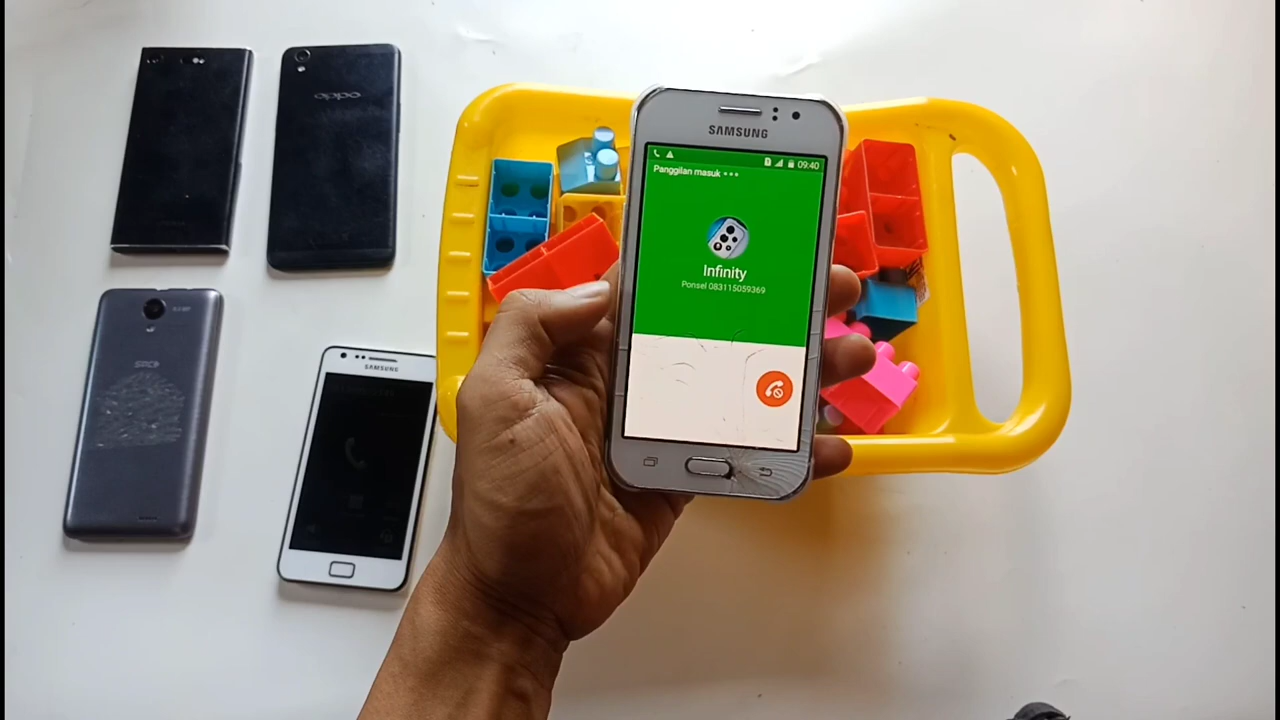 oppo
SAMSUNG
09:40
Panggilan masuk
Infinity
Ponsel 083115059369
SAMSUNG